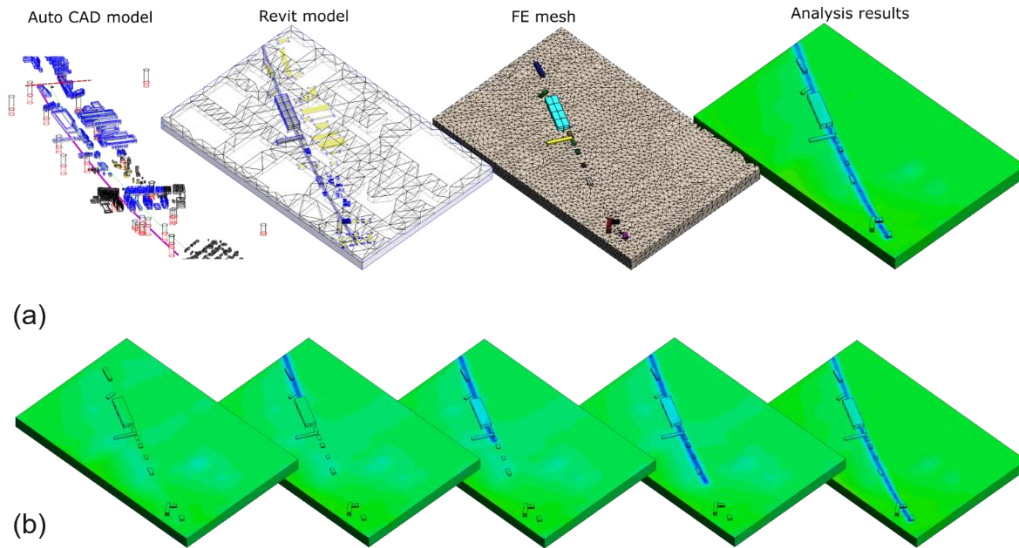 Auto CAD model
Revit model
FE mesh
Analysis results
(a)
(b)